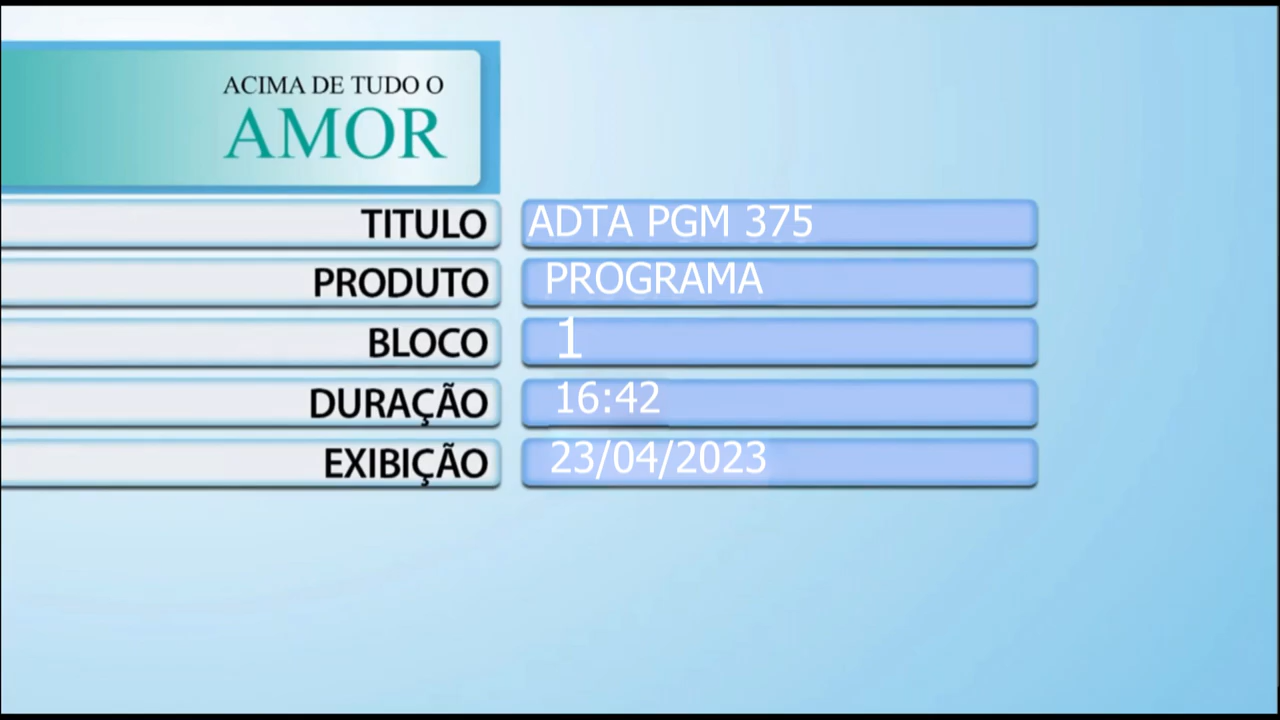 ACIMA DE TUDO O
AMOR
TITULO ADTA PGM 375
PRODUTO PROGRAMA
BLOCO 1
DURAÇÃO 16:42
EXIBIÇÃO 23/04/2023